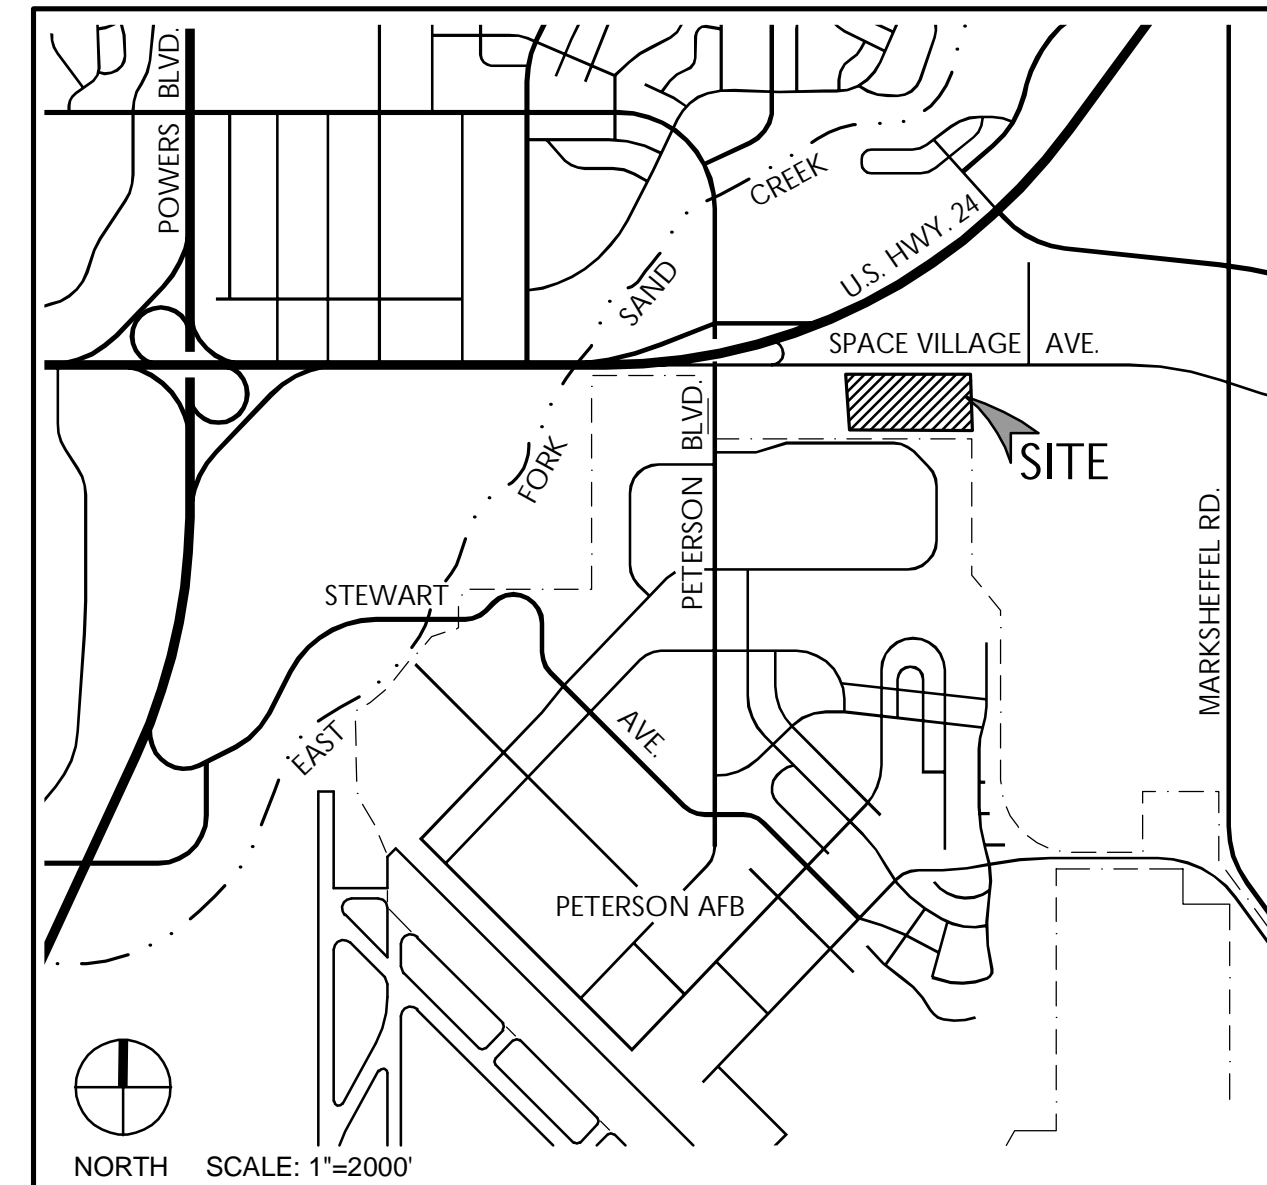 POWERS BLVD.
CREEK
SAND
U.S. HWY. 24
SPACE VILLAGE AVE.
PETERSON BLVD.
SITE
FORK
MARKSHEFFEL RD.
STEWART
AVE.
EAST
PETERSON AFB
NORTH SCALE: 1"=2000'